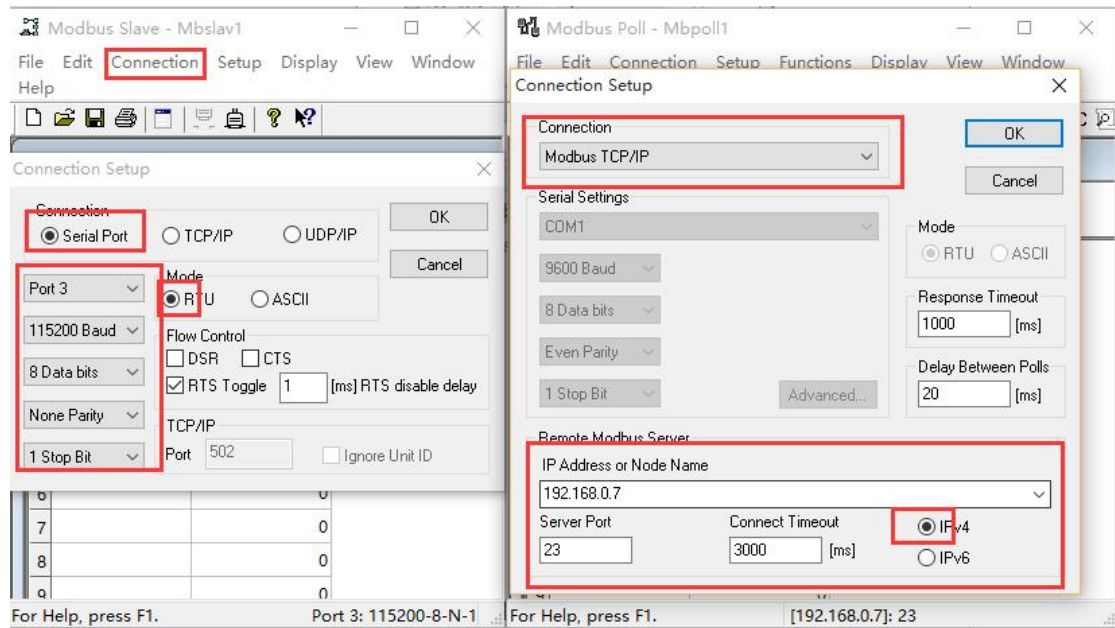 Modbus Slave - Mbslav1
File Edit Connection Setup Display View Window
Help
Connection Setup
Connection
Serial Port TCP/IP UDP/IP
OK
Cancel
Port 3
115200 Baud
8 Data bits
None Parity
1 Stop Bit
Mode
RTU ASCII
Flow Control
DSR CTS
RTS Toggle 1 [ms] RTS disable delay
TCP/IP
Port 502 Ignore Unit ID
6 0
7 0
8 0
9 0
For Help, press F1. Port 3: 115200-8-N-1
Modbus Poll - Mbpoll1
File Edit Connection Setup Functions Display View Window
Connection Setup
Connection
Modbus TCP/IP
OK
Cancel
Serial Settings
COM1
9600 Baud
8 Data bits
Even Parity
1 Stop Bit
Advanced...
Mode
RTU ASCII
Response Timeout
1000 [ms]
Delay Between Polls
20 [ms]
Remote Modbus Server
IP Address or Node Name
192.168.0.7
Server Port Connect Timeout
23 3000 [ms]
IPv4
IPv6
For Help, press F1. [192.168.0.7]: 23